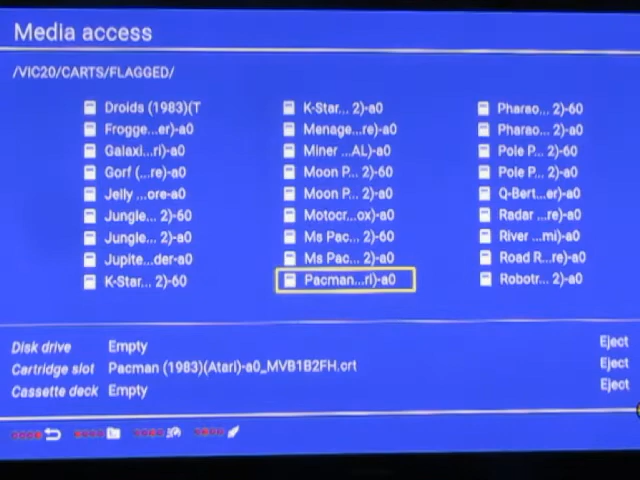 Media access
/VIC20/CARTS/FLAGGED/
Droids (1983)(T
K-Star... 2)-a0
Pharao... 2)-60
Frogge...er)-a0
Menage...re)-a0
Pharao... 2)-a0
Galaxi...ri)-a0
Miner ...AL)-a0
Pole P... 2)-60
Gorf (...re)-a0
Moon P... 2)-60
Pole P... 2)-a0
Jelly ...ore-a0
Moon P... 2)-a0
Q-Bert...er)-a0
Jungle... 2)-60
Motocr...ox)-a0
Radar ...re)-a0
Jungle... 2)-a0
Ms Pac... 2)-60
River ...mi)-a0
Jupite...der-a0
Ms Pac... 2)-a0
Road R...re)-a0
K-Star... 2)-60
Pacman...ri)-a0
Robotr... 2)-a0
Disk drive Empty Eject
Cartridge slot Pacman (1983)(Atari)-a0_MVB1B2FH.crt Eject
Cassette deck Empty Eject